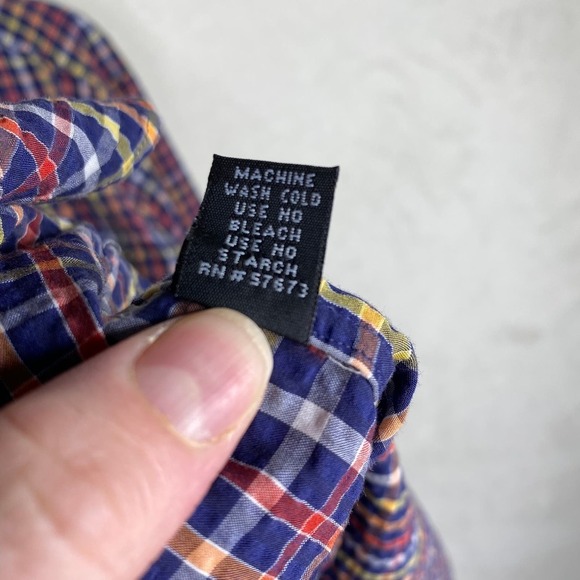 MACHINE
WASH COLD
USE NO
BLEACH
USE NO
STARCH
RN # 57673